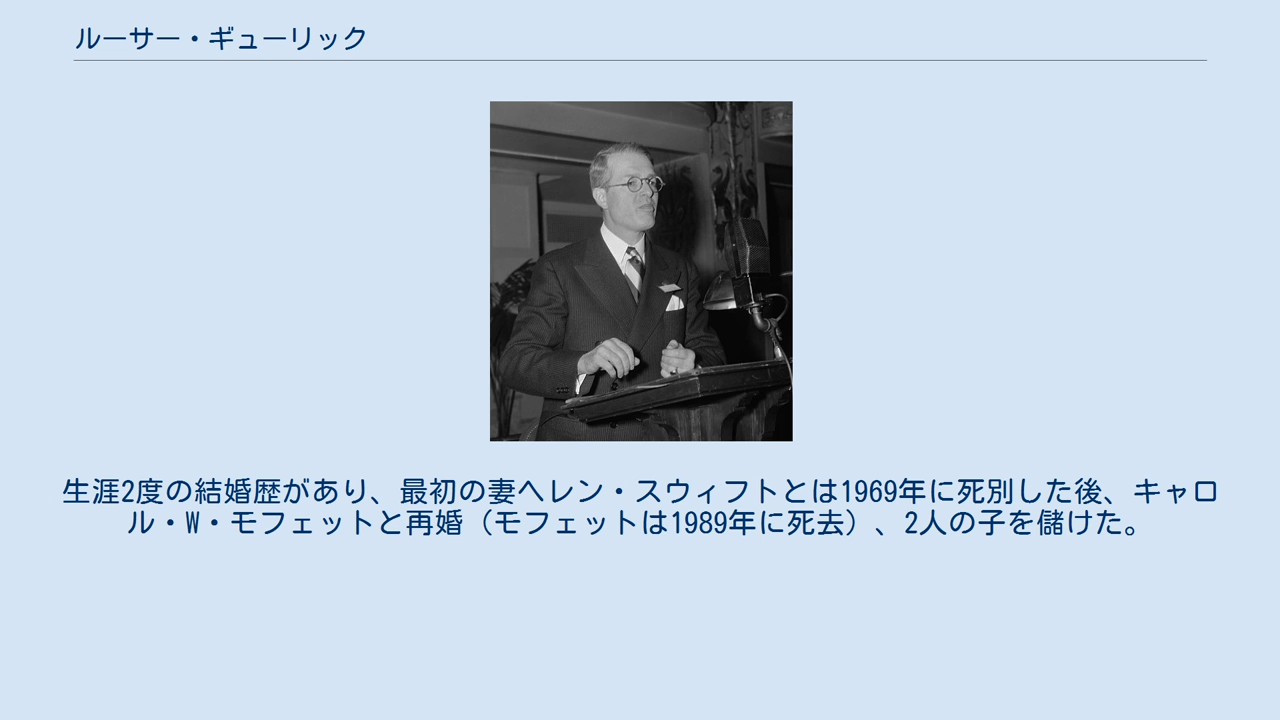 ルーサー・ギューリック
生涯2度の結婚歴があり、最初の妻ヘレン・スウィフトとは1969年に死別した後、キャロ
ル・W・モフェットと再婚（モフェットは1989年に死去）、2人の子を儲けた。